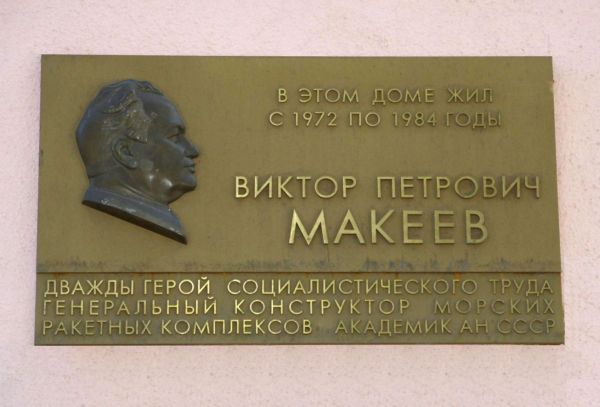 В ЭТОМ ДОМЕ ЖИЛ
С 1972 ПО 1984 ГОДЫ
ВИКТОР ПЕТРОВИЧ
МАКЕЕВ
ДВАЖДЫ ГЕРОЙ СОЦИАЛИСТИЧЕСКОГО ТРУДА
ГЕНЕРАЛЬНЫЙ КОНСТРУКТОР МОРСКИХ
РАКЕТНЫХ КОМПЛЕКСОВ АКАДЕМИК АН СССР